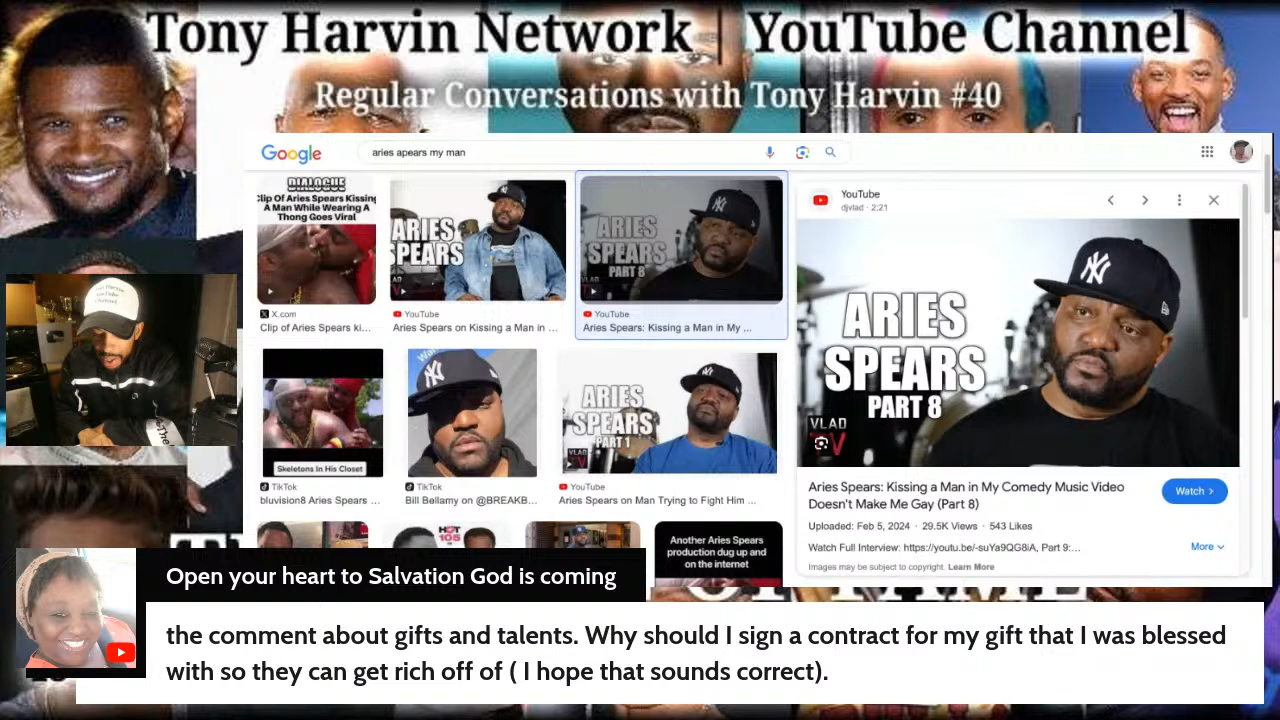 Tony Harvin Network | YouTube Channel
Regular Conversations with Tony Harvin #40
Google
aries apears my man
DIALOGUE
Clip Of Aries Spears Kissing
A Man While Wearing A
Thong Goes Viral
X.com
Clip of Aries Spears ki...
ARIES
SPEARS
YouTube
Aries Spears on Kissing a Man in ...
ARIES
SPEARS
PART 8
YouTube
Aries Spears: Kissing a Man in My ...
Skeletons In His Closet
TikTok
bluvision8 Aries Spears ...
TikTok
Bill Bellamy on @BREAKB...
ARIES
SPEARS
PART 1
VLAD
YouTube
Aries Spears on Man Trying to Fight Him ...
HOT
105
Another Aries Spears
production dug up and
on the internet
YouTube
djvlad · 2:21
ARIES
SPEARS
PART 8
VLAD
TV
Aries Spears: Kissing a Man in My Comedy Music Video
Doesn't Make Me Gay (Part 8)
Watch
Uploaded: Feb 5, 2024 · 29.5K Views · 543 Likes
Watch Full Interview: https://youtu.be/-suYa9QG8iA, Part 9:...
More
Images may be subject to copyright. Learn More
Open your heart to Salvation God is coming
the comment about gifts and talents. Why should I sign a contract for my gift that I was blessed
with so they can get rich off of ( I hope that sounds correct).